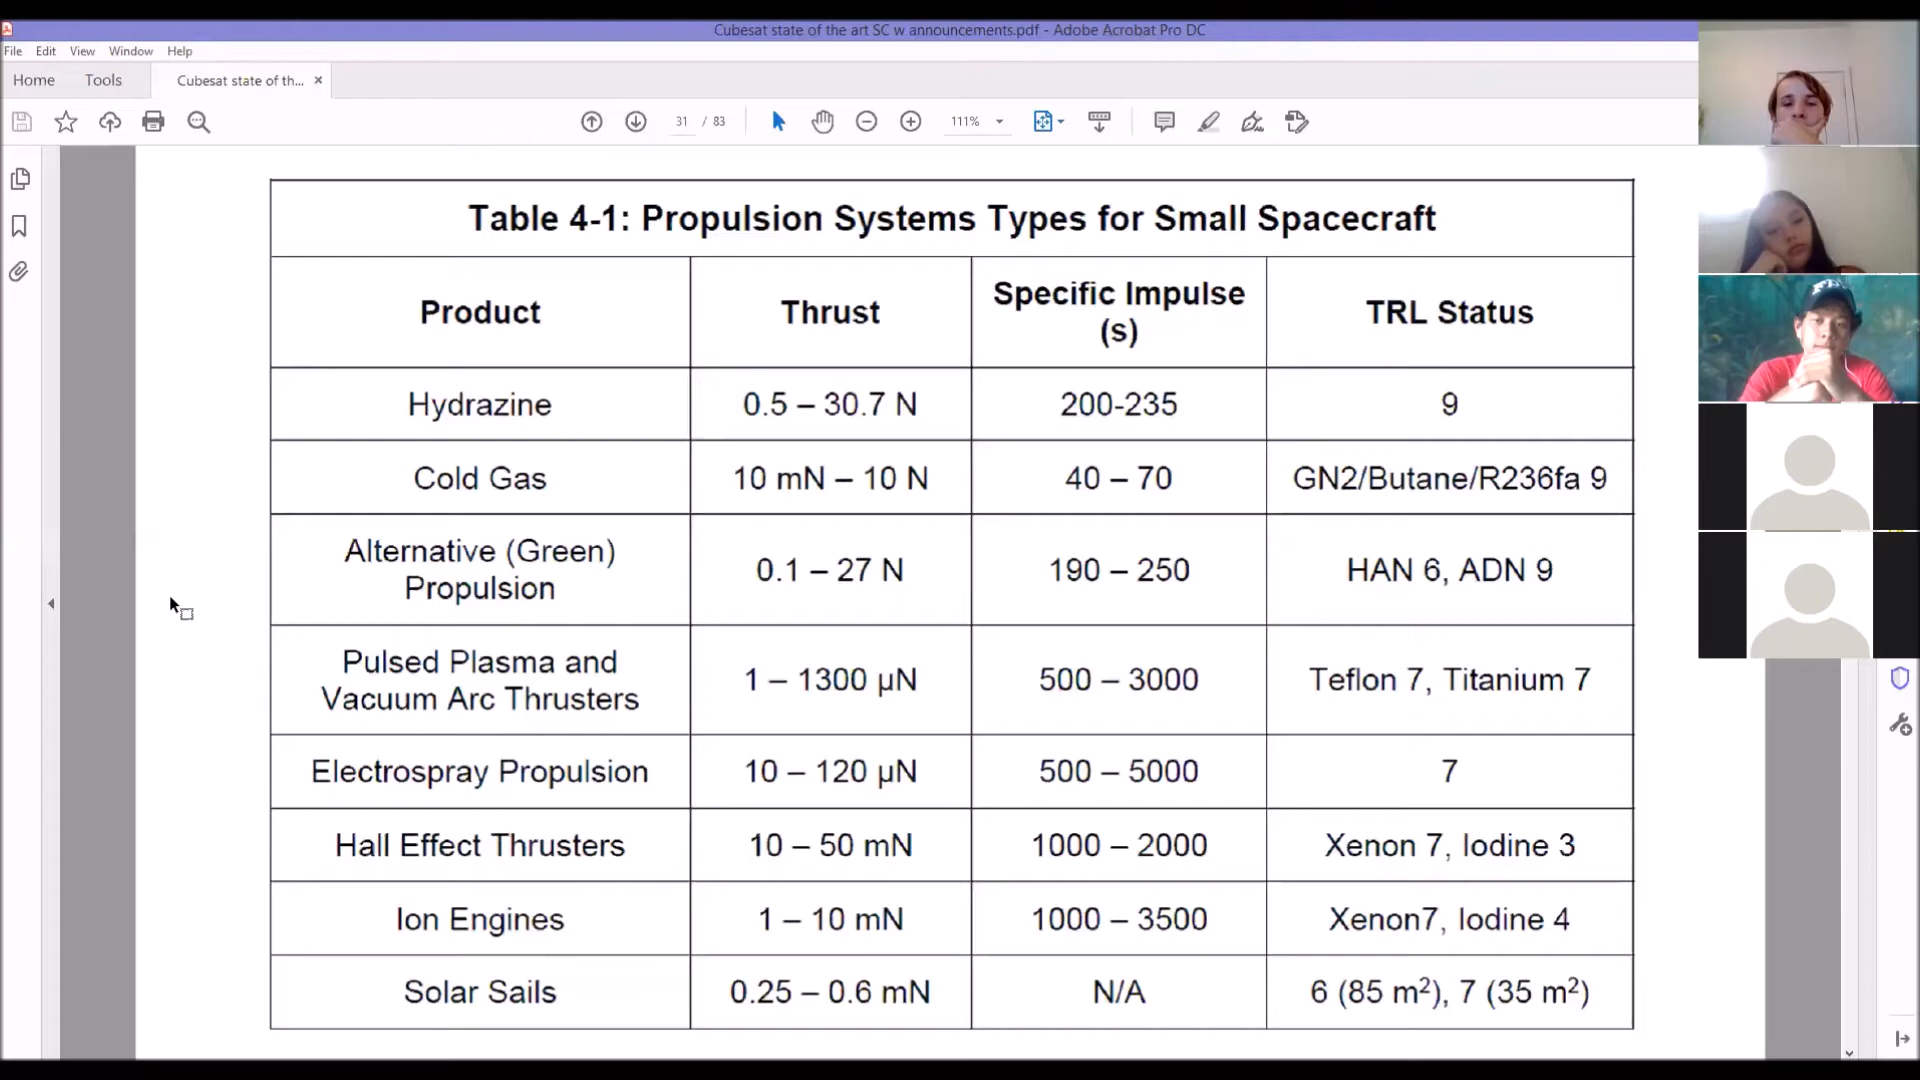 Cubesat state of the art SC w announcements.pdf - Adobe Acrobat Pro DC
File Edit View Window Help
Home Tools Cubesat state of th... ×
31 / 83 111%
Table 4-1: Propulsion Systems Types for Small Spacecraft
Product Thrust Specific Impulse (s) TRL Status
Hydrazine 0.5 – 30.7 N 200-235 9
Cold Gas 10 mN – 10 N 40 – 70 GN2/Butane/R236fa 9
Alternative (Green) Propulsion 0.1 – 27 N 190 – 250 HAN 6, ADN 9
Pulsed Plasma and Vacuum Arc Thrusters 1 – 1300 µN 500 – 3000 Teflon 7, Titanium 7
Electrospray Propulsion 10 – 120 µN 500 – 5000 7
Hall Effect Thrusters 10 – 50 mN 1000 – 2000 Xenon 7, Iodine 3
Ion Engines 1 – 10 mN 1000 – 3500 Xenon7, Iodine 4
Solar Sails 0.25 – 0.6 mN N/A 6 (85 m²), 7 (35 m²)